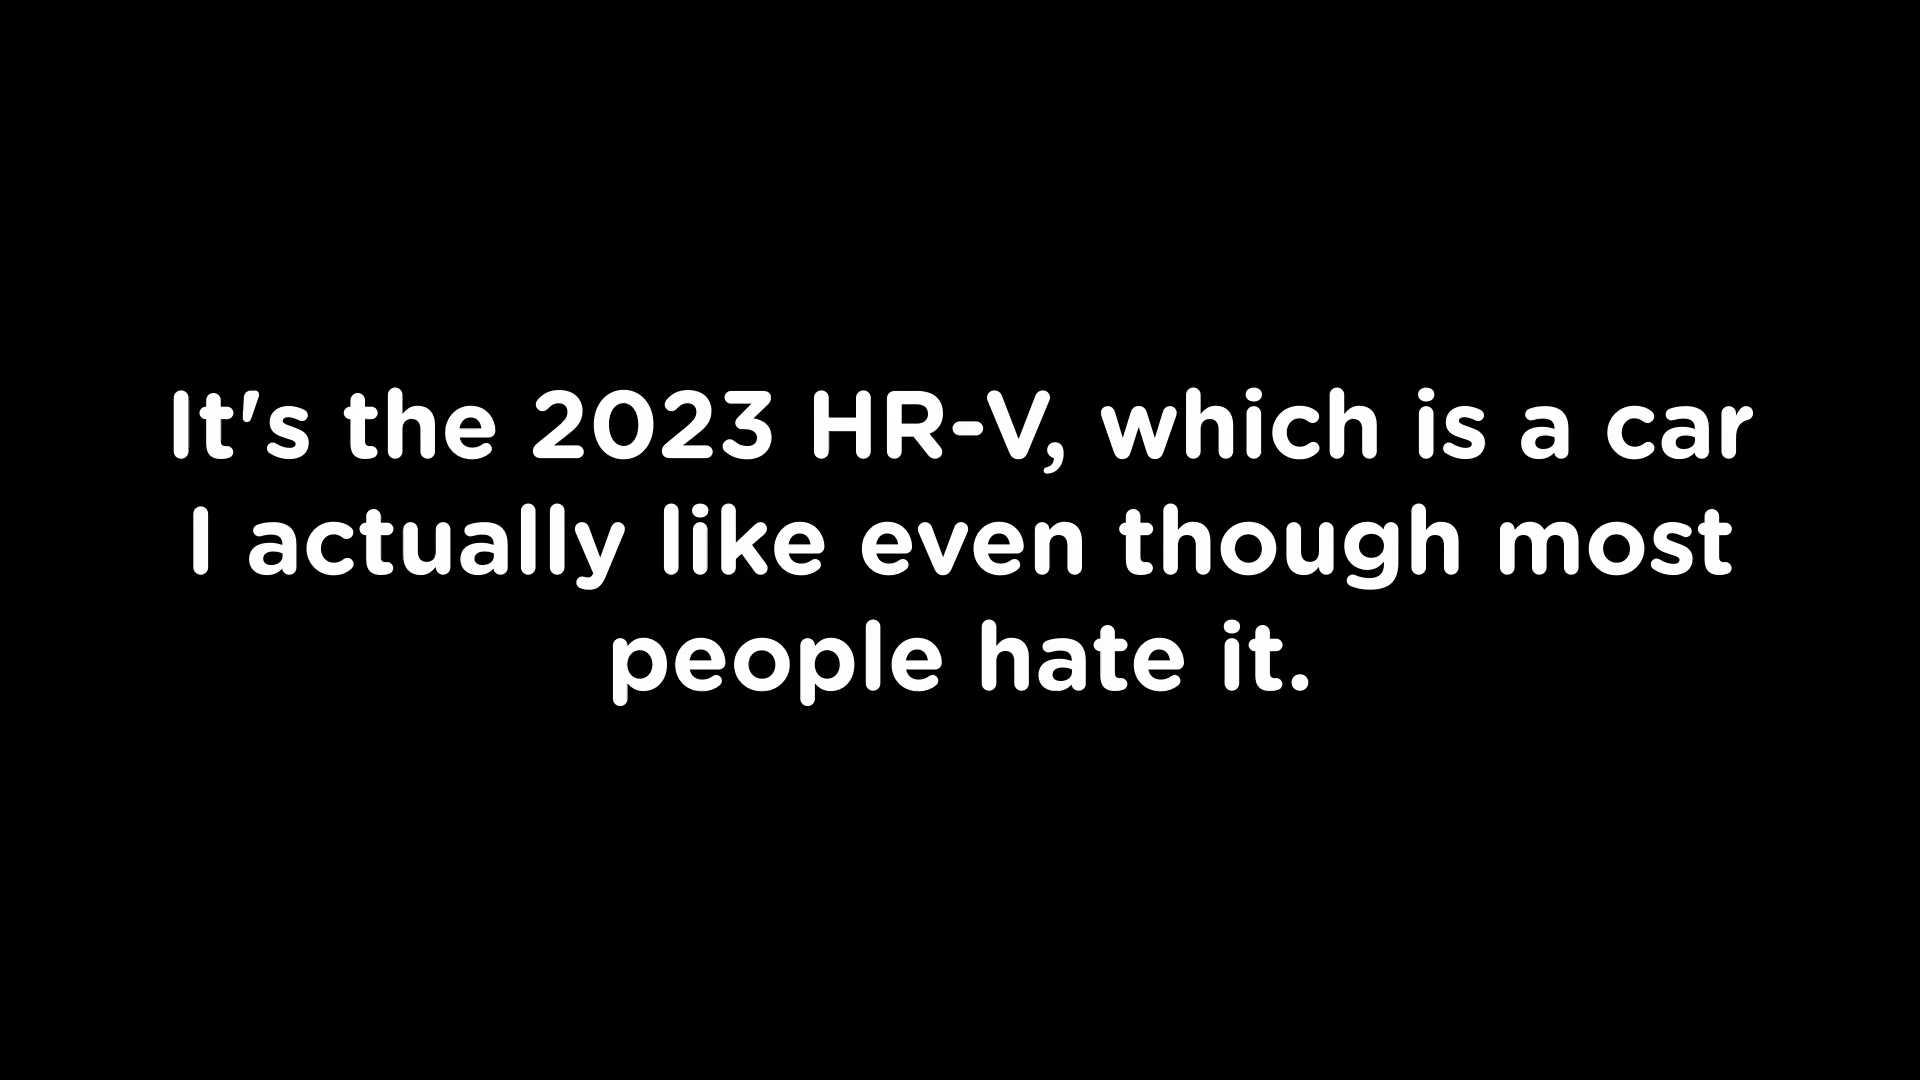 It's the 2023 HR-V, which is a car
I actually like even though most
people hate it.